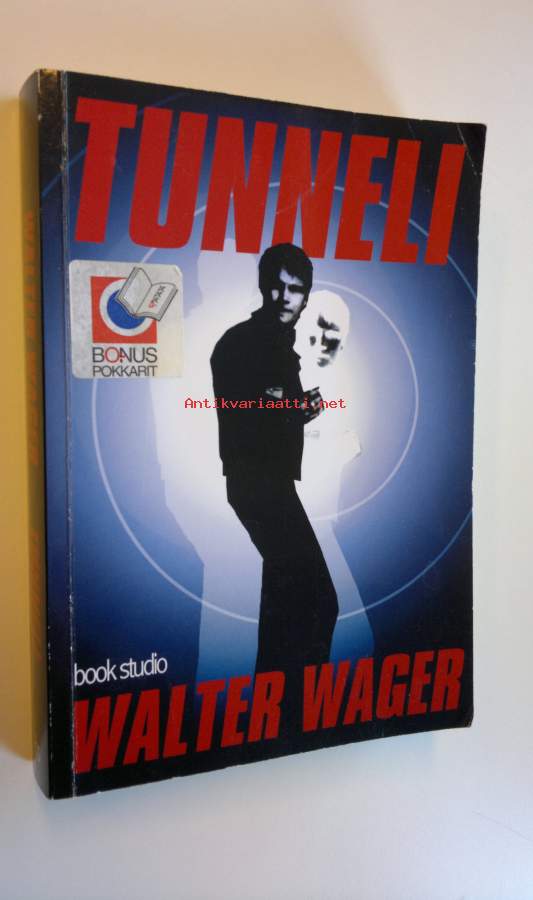 TUNNELI
BONUS
POKKARIT
Antikvariaatti.net
book studio
WALTER WAGER